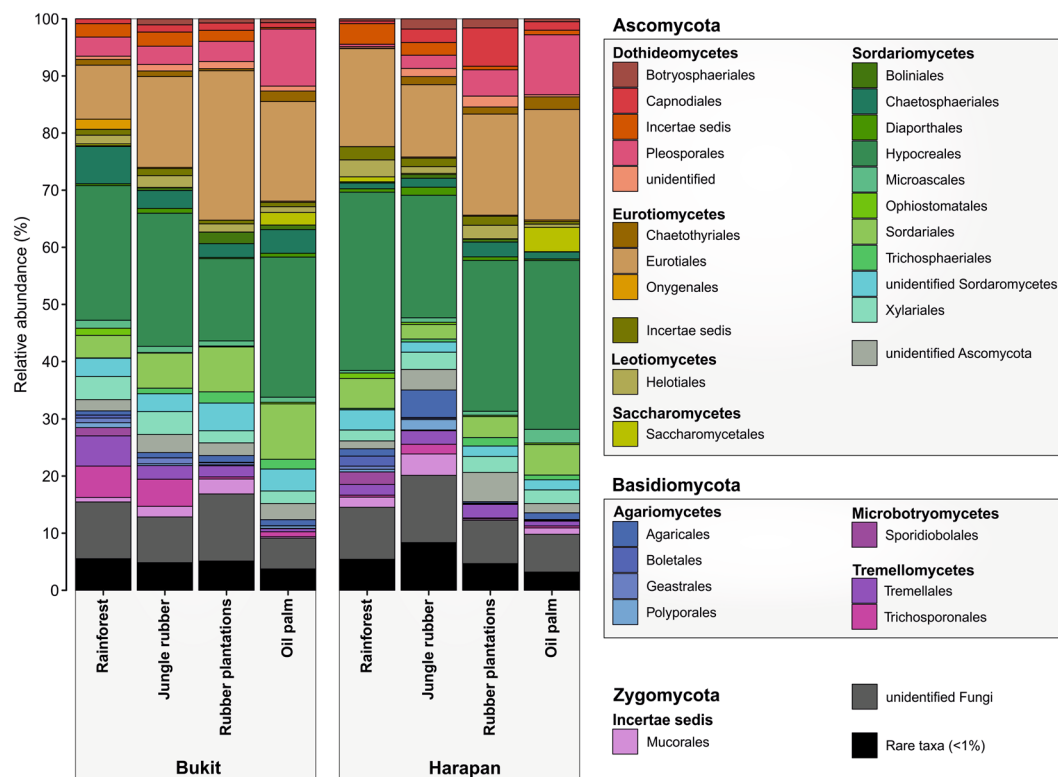 Relative abundance (%)
100
90
80
70
60
50
40
30
20
10
0
Rainforest
Jungle rubber
Rubber plantations
Oil palm
Rainforest
Jungle rubber
Rubber plantations
Oil palm
Bukit
Harapan
Ascomycota
Dothideomycetes
Botryosphaeriales
Capnodiales
Incertae sedis
Pleosporales
unidentified
Eurotiomycetes
Chaetothyriales
Eurotiales
Onygenales
Incertae sedis
Leotiomycetes
Helotiales
Saccharomycetes
Saccharomycetales
Sordariomycetes
Boliniales
Chaetosphaeriales
Diaporthales
Hypocreales
Microascales
Ophiostomatales
Sordariales
Trichosphaeriales
unidentified Sordaromycetes
Xylariales
unidentified Ascomycota
Basidiomycota
Agariomycetes
Agaricales
Boletales
Geastrales
Polyporales
Microbotryomycetes
Sporidiobolales
Tremellomycetes
Tremellales
Trichosporonales
Zygomycota
Incertae sedis
Mucorales
unidentified Fungi
Rare taxa (<1%)